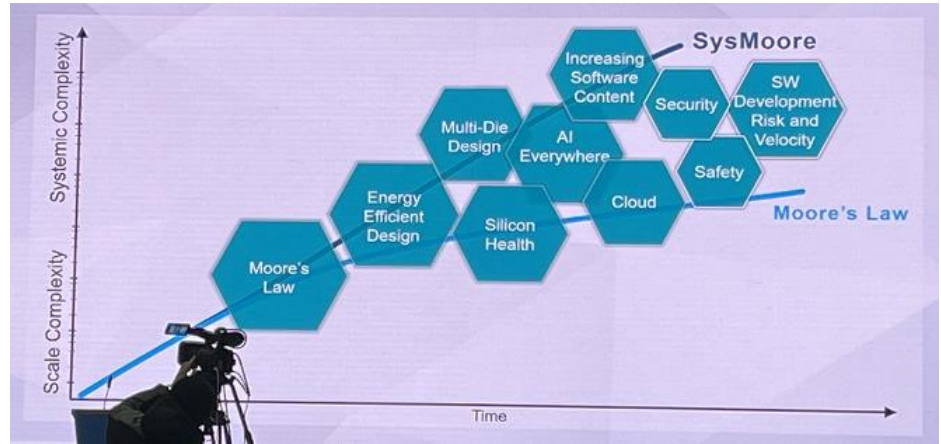 SysMoore
Increasing
Software
Content
Security
SW
Development
Risk and
Velocity
Multi-Die
Design
AI
Everywhere
Safety
Energy
Efficient
Design
Silicon
Health
Cloud
Moore's Law
Moore's
Law
Systemic Complexity
Scale Complexity
Time